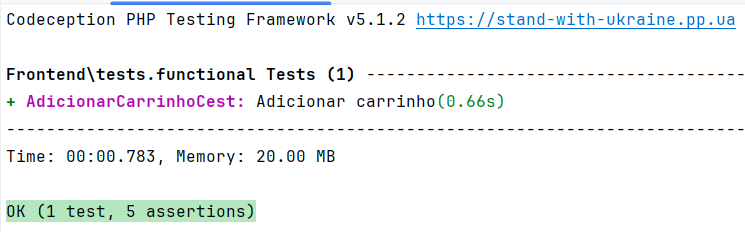 Codeception PHP Testing Framework v5.1.2 https://stand-with-ukraine.pp.ua
Frontend\tests.functional Tests (1) --------------------------------------
+ AdicionarCarrinhoCest: Adicionar carrinho(0.66s)
--------------------------------------------------------------------------
Time: 00:00.783, Memory: 20.00 MB
OK (1 test, 5 assertions)